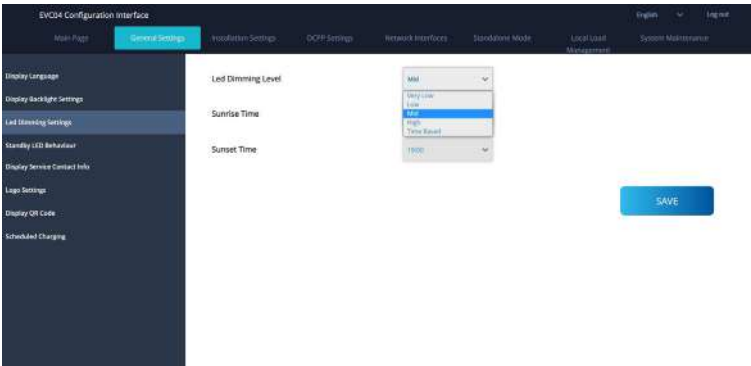 EVC04 Configuration Interface
English
Log out
Main Page
General Settings
Installation Settings
OCPP Settings
Network Interfaces
Standalone Mode
Local Load
Management
System Maintenance
Display Language
Display Backlight Settings
Led Dimming Settings
Standby LED Behaviour
Display Service Contact Info
Logo Settings
Display QR Code
Scheduled Charging
Led Dimming Level
Mid
Very Low
Low
Mid
High
Time Based
Sunrise Time
Sunset Time
19:00
SAVE